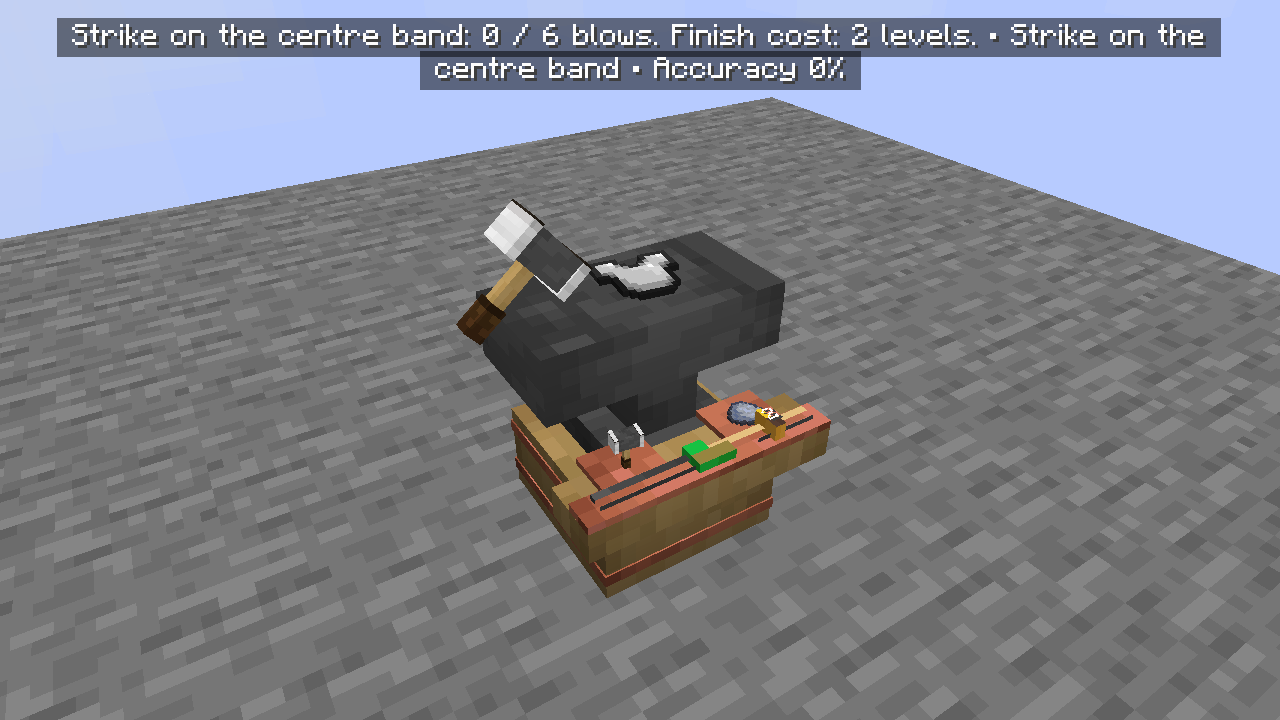 Strike on the centre band: 0 / 6 blows. Finish cost: 2 levels. • Strike on the
centre band • Accuracy 0%